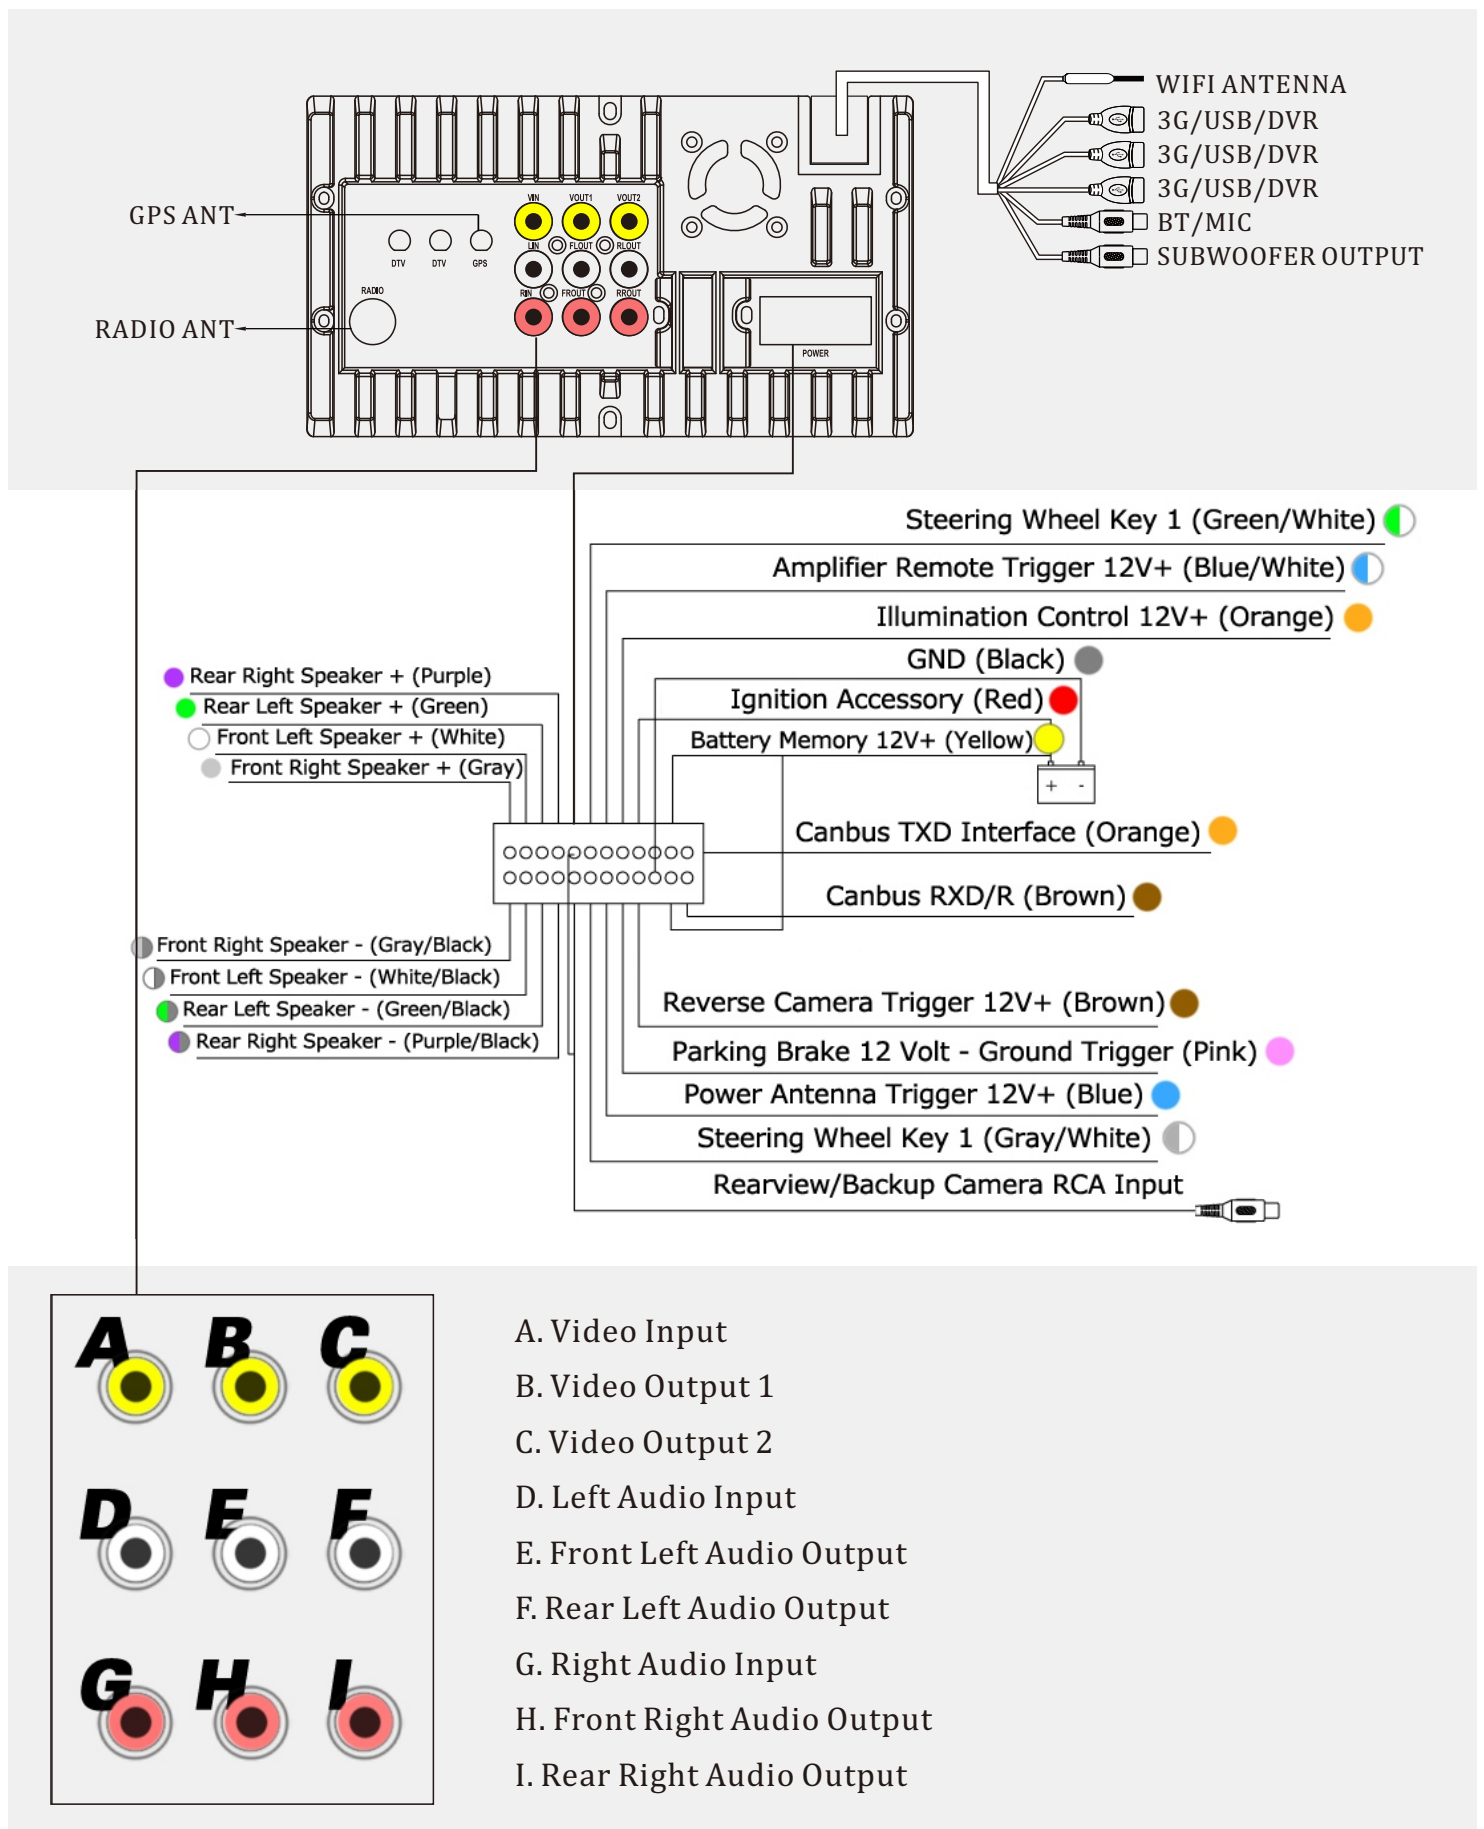 WIFI ANTENNA
3G/USB/DVR
3G/USB/DVR
3G/USB/DVR
BT/MIC
SUBWOOFER OUTPUT
GPS ANT
RADIO ANT
VIN VOUT1 VOUT2
LIN FLOUT RLOUT
RIN FROUT RROUT
DTV DTV GPS
RADIO
POWER
Steering Wheel Key 1 (Green/White)
Amplifier Remote Trigger 12V+ (Blue/White)
Illumination Control 12V+ (Orange)
GND (Black)
Ignition Accessory (Red)
Battery Memory 12V+ (Yellow)
+ -
Rear Right Speaker + (Purple)
Rear Left Speaker + (Green)
Front Left Speaker + (White)
Front Right Speaker + (Gray)
Canbus TXD Interface (Orange)
Canbus RXD/R (Brown)
Front Right Speaker - (Gray/Black)
Front Left Speaker - (White/Black)
Rear Left Speaker - (Green/Black)
Rear Right Speaker - (Purple/Black)
Reverse Camera Trigger 12V+ (Brown)
Parking Brake 12 Volt - Ground Trigger (Pink)
Power Antenna Trigger 12V+ (Blue)
Steering Wheel Key 1 (Gray/White)
Rearview/Backup Camera RCA Input
A B C
D E F
G H I
A. Video Input
B. Video Output 1
C. Video Output 2
D. Left Audio Input
E. Front Left Audio Output
F. Rear Left Audio Output
G. Right Audio Input
H. Front Right Audio Output
I. Rear Right Audio Output